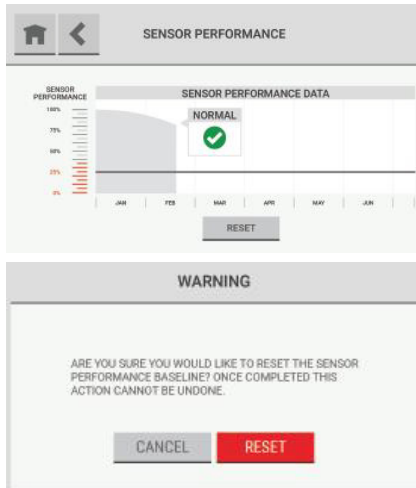 SENSOR PERFORMANCE
SENSOR
PERFORMANCE
SENSOR PERFORMANCE DATA
100%
NORMAL
75%
50%
25%
0%
JAN FEB MAR APR MAY JUN
RESET
WARNING
ARE YOU SURE YOU WOULD LIKE TO RESET THE SENSOR
PERFORMANCE BASELINE? ONCE COMPLETED THIS
ACTION CANNOT BE UNDONE.
CANCEL RESET